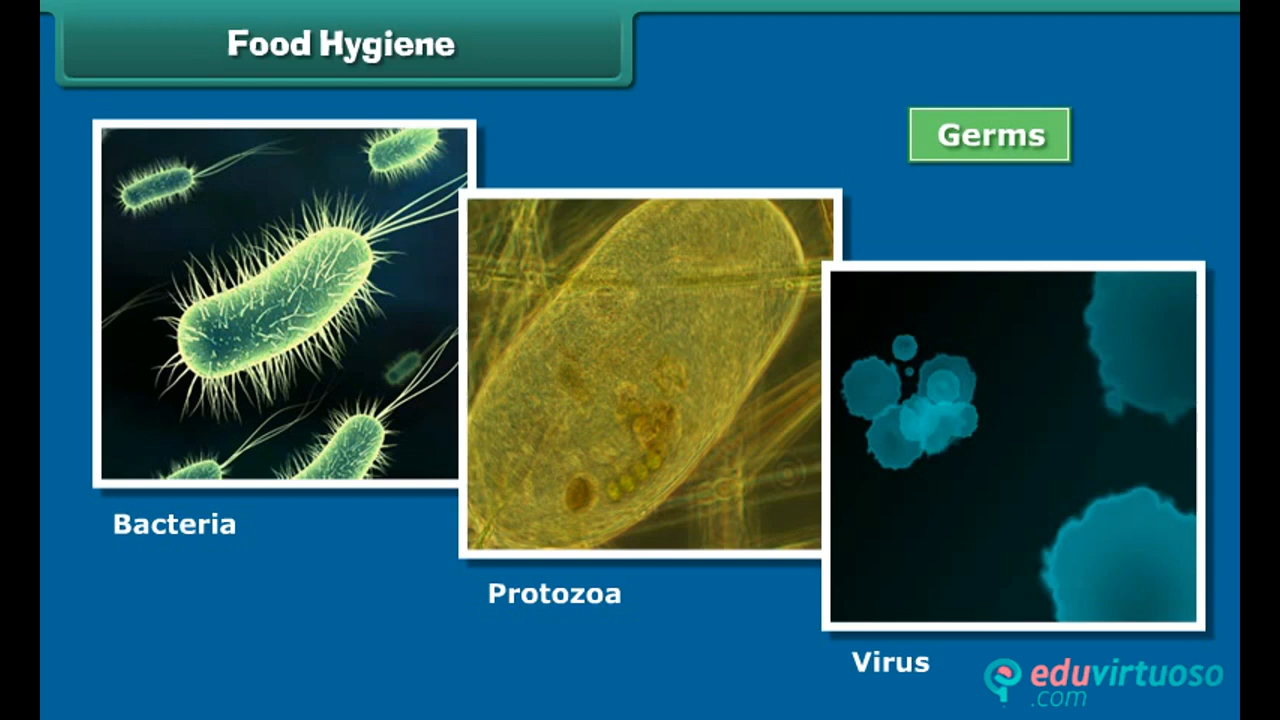 Food Hygiene
Germs
Bacteria
Protozoa
Virus
eduvirtuoso
.com